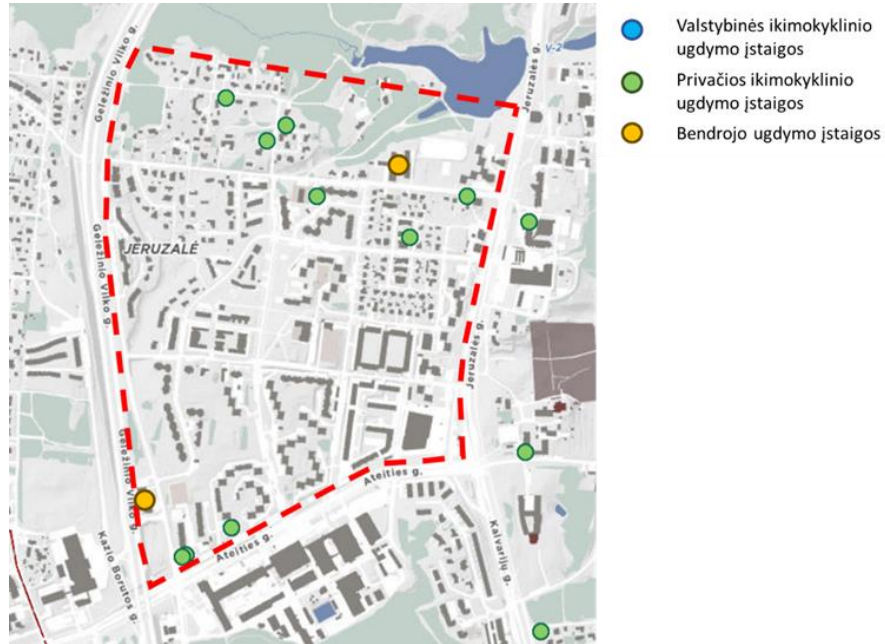 Valstybinės ikimokyklinio
ugdymo įstaigos
Privačios ikimokyklinio
ugdymo įstaigos
Bendrojo ugdymo įstaigos
Geležinio Vilko g.
V-2
Jeruzalės g.
JERUZALĖ
Geležinio Vilko g.
Jeruzalės g.
Geležinio Vilko g.
Ateities g.
Ateities g.
Kazio Borutos g.
Kalvarijų g.